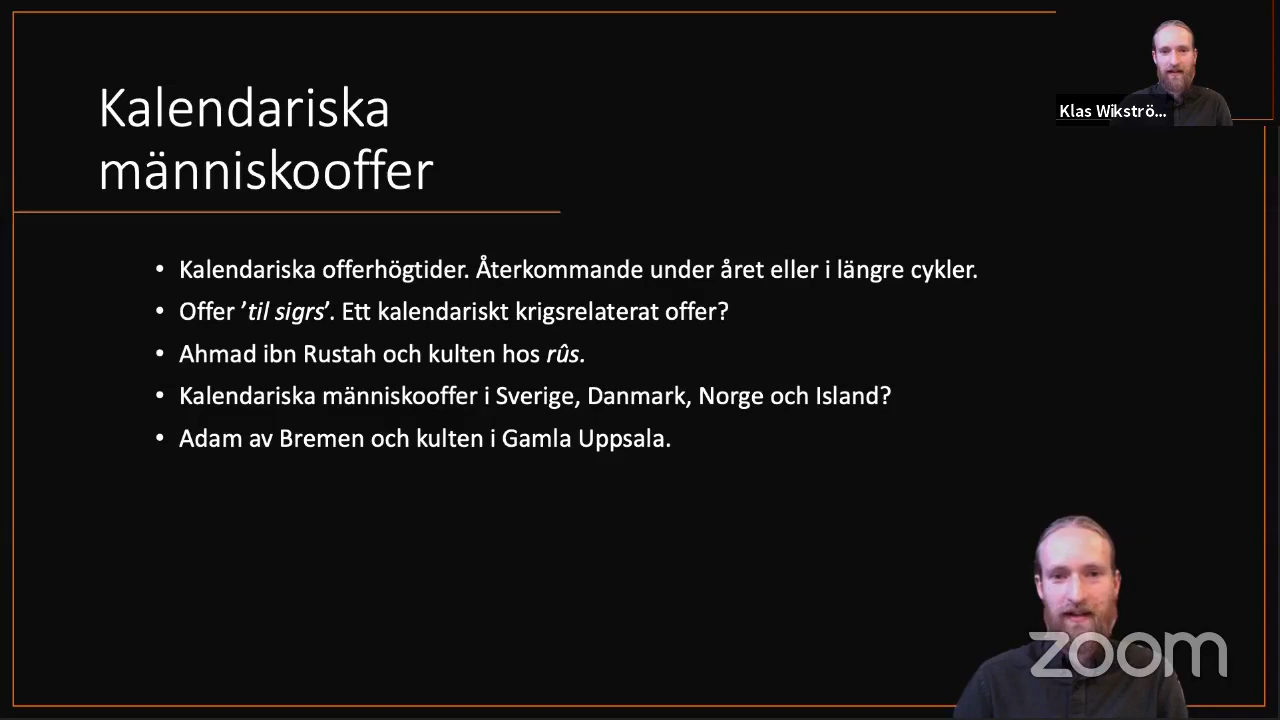 Kalendariska
människooffer
Klas Wikströ...
• Kalendariska offerhögtider. Återkommande under året eller i längre cykler.
• Offer ’til sigrs’. Ett kalendariskt krigsrelaterat offer?
• Ahmad ibn Rustah och kulten hos rûs.
• Kalendariska människooffer i Sverige, Danmark, Norge och Island?
• Adam av Bremen och kulten i Gamla Uppsala.
zoom